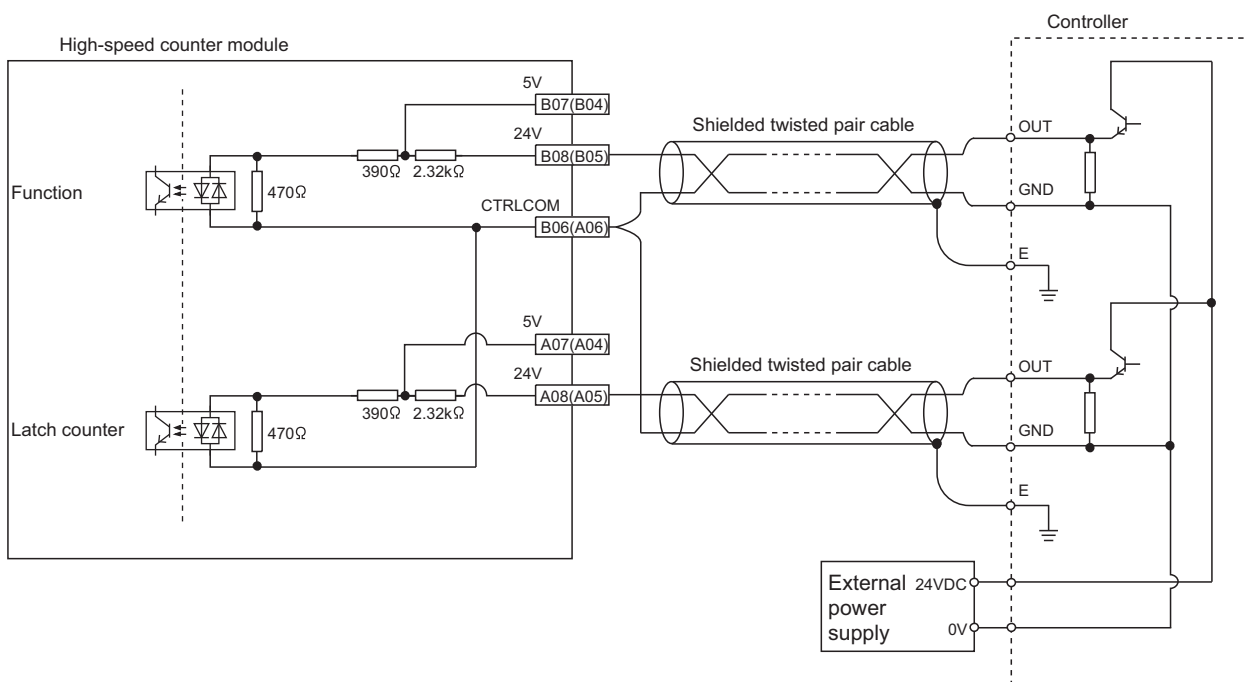 Controller
High-speed counter module
5V
B07(B04)
24V
Shielded twisted pair cable
OUT
B08(B05)
390Ω 2.32kΩ
Function
470Ω
GND
CTRLCOM
B06(A06)
E
5V
A07(A04)
24V
Shielded twisted pair cable
OUT
A08(A05)
390Ω 2.32kΩ
Latch counter
470Ω
GND
E
External 24VDC
power
supply 0V